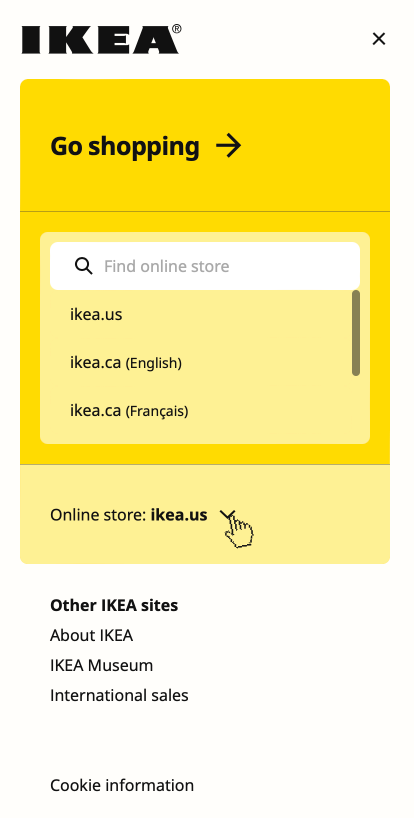 IKEA®
Go shopping
Find online store
ikea.us
ikea.ca (English)
ikea.ca (Français)
Online store: ikea.us
Other IKEA sites
About IKEA
IKEA Museum
International sales
Cookie information